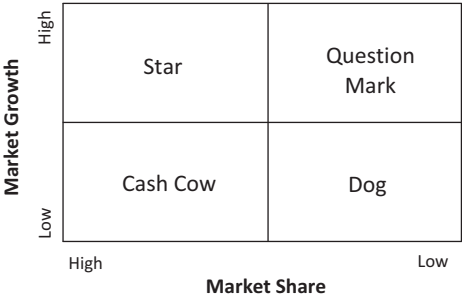 High
Market Growth
Low
Star
Question
Mark
Cash Cow
Dog
High
Low
Market Share